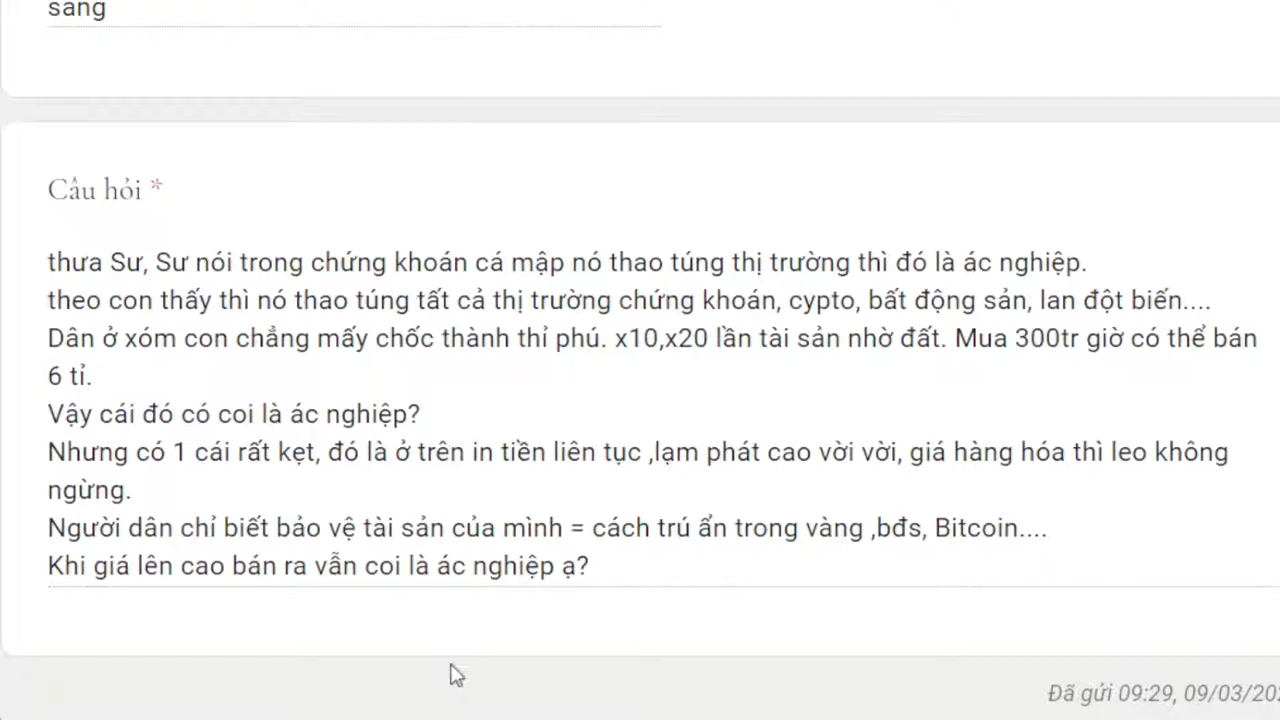 sang
Câu hỏi *
thưa Sư, Sư nói trong chứng khoán cá mập nó thao túng thị trường thì đó là ác nghiệp.
theo con thấy thì nó thao túng tất cả thị trường chứng khoán, cypto, bất động sản, lan đột biến....
Dân ở xóm con chẳng mấy chốc thành thỉ phú. x10,x20 lần tài sản nhờ đất. Mua 300tr giờ có thể bán
6 tỉ.
Vậy cái đó có coi là ác nghiệp?
Nhưng có 1 cái rất kẹt, đó là ở trên in tiền liên tục ,lạm phát cao vời vời, giá hàng hóa thì leo không
ngừng.
Người dân chỉ biết bảo vệ tài sản của mình = cách trú ẩn trong vàng ,bđs, Bitcoin....
Khi giá lên cao bán ra vẫn coi là ác nghiệp ạ?
Đã gửi 09:29, 09/03/202